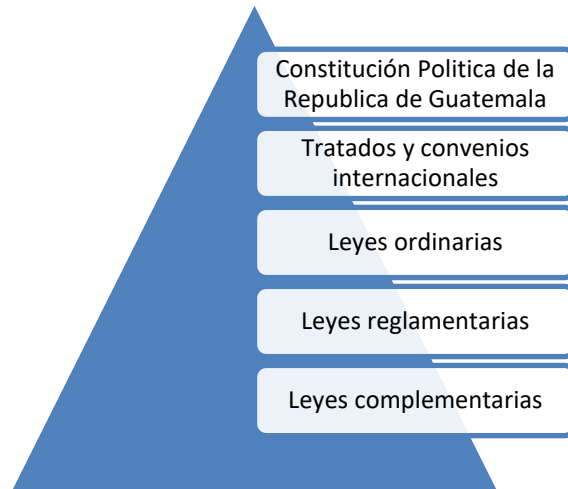 Constitución Politica de la
Republica de Guatemala
Tratados y convenios
internacionales
Leyes ordinarias
Leyes reglamentarias
Leyes complementarias